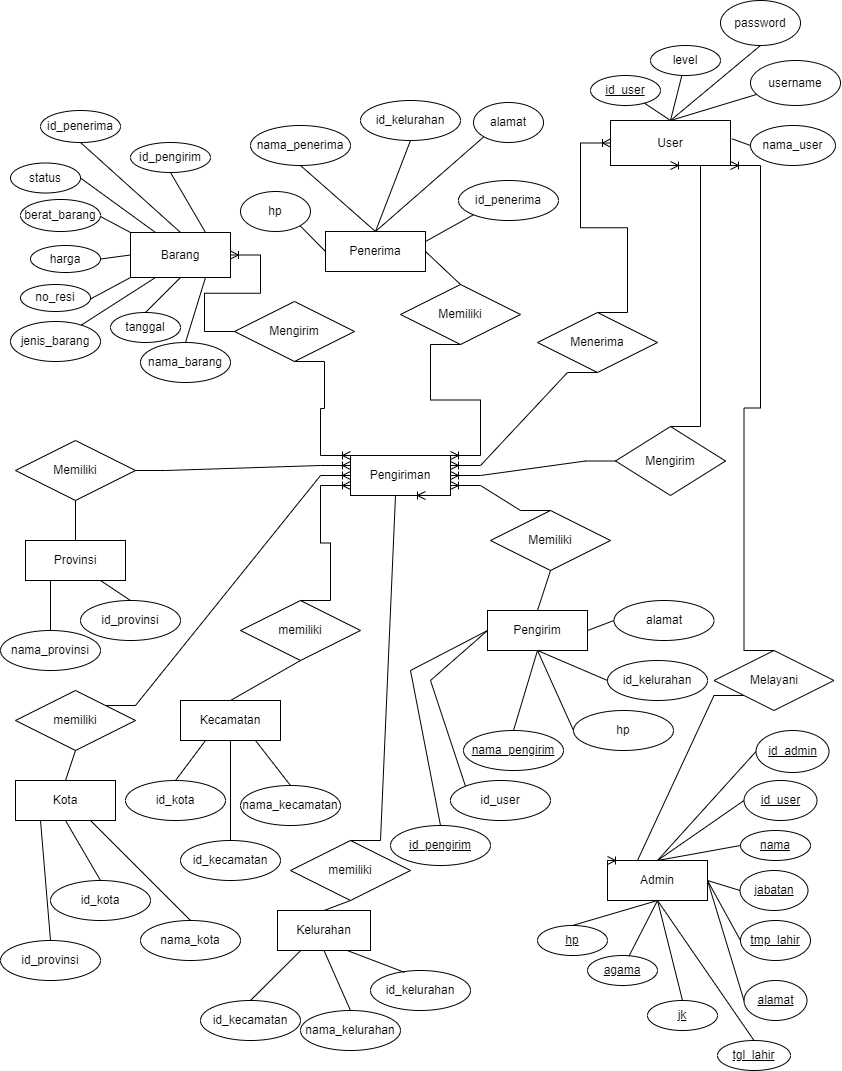 password
level
username
id_user
User
nama_user
id_penerima
id_kelurahan
alamat
nama_penerima
id_pengirim
status
id_penerima
hp
berat_barang
Barang
Penerima
harga
no_resi
tanggal
jenis_barang
nama_barang
Mengirim
Memiliki
Menerima
Memiliki
Pengiriman
Mengirim
Memiliki
Provinsi
id_provinsi
nama_provinsi
memiliki
Pengirim
alamat
id_kelurahan
Melayani
memiliki
Kecamatan
hp
nama_pengirim
id_admin
Kota
id_kota
nama_kecamatan
id_user
id_user
id_pengirim
nama
id_kecamatan
memiliki
Admin
jabatan
id_kota
nama_kota
Kelurahan
hp
tmp_lahir
id_provinsi
agama
id_kelurahan
alamat
id_kecamatan
nama_kelurahan
jk
tgl_lahir